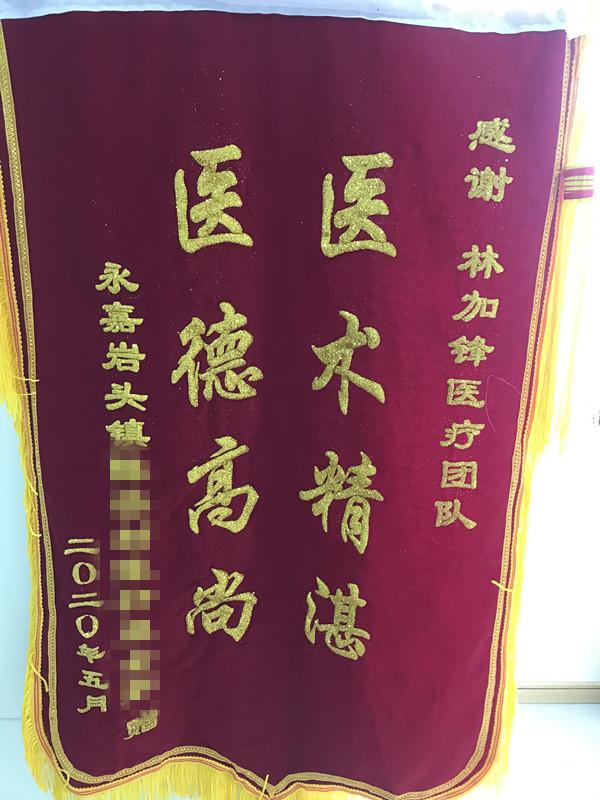 感谢 林加锋医疗团队
医术精湛
医德高尚
永嘉岩头镇 赠
二〇二〇年五月